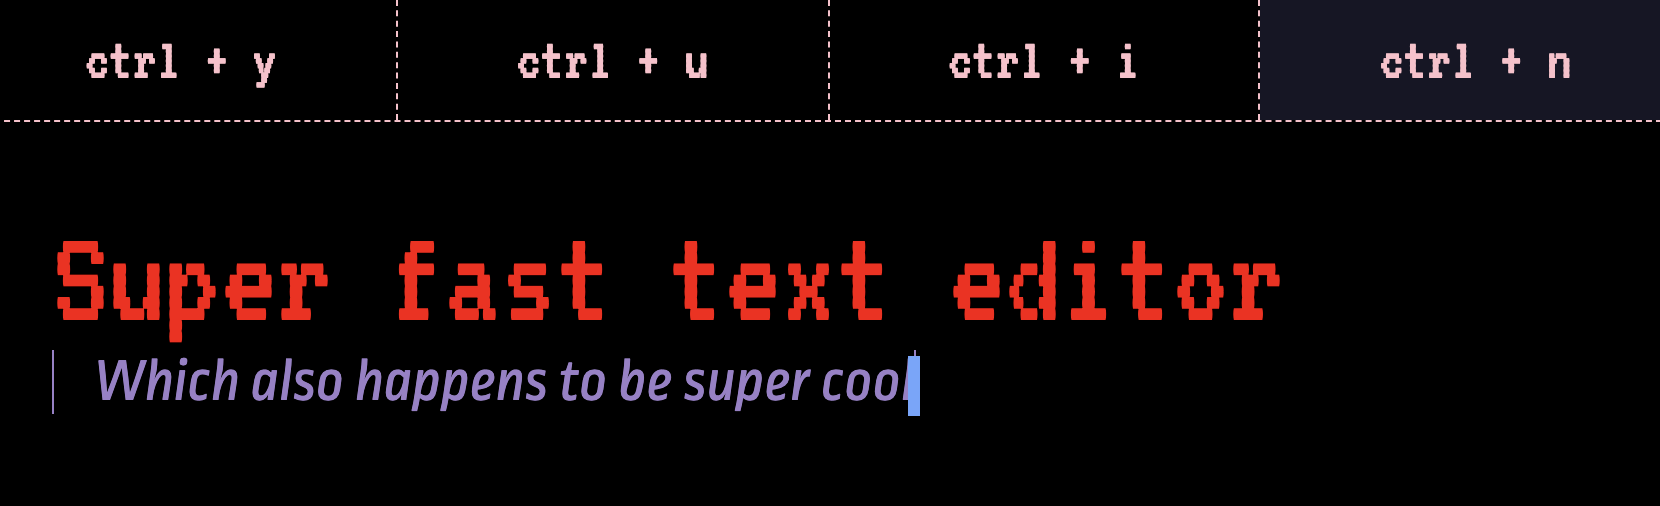 ctrl + y ctrl + u ctrl + i ctrl + n
Super fast text editor
Which also happens to be super cool